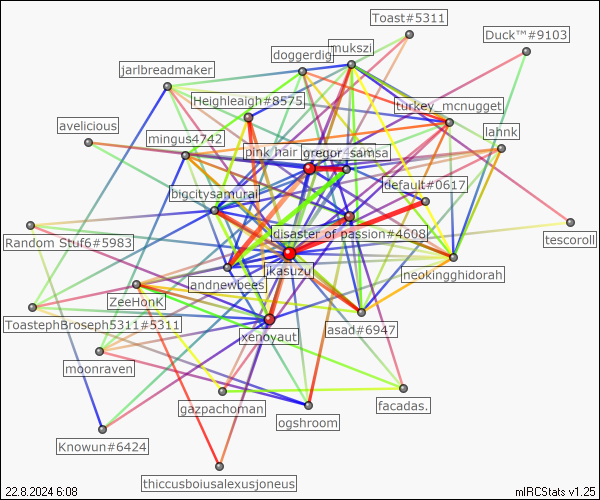 Toast#5311
Duck™#9103
mukszi
doggerdig
jarlbreadmaker
Heighleaigh#8575
turkey_mcnugget
avelicious
mingus4742
lahnk
pink hair
gregor_samsa
default#0617
bigcitysamurai
disaster of passion#4608
tescoroll
Random Stuf6#5983
ikasuzu
neokingghidorah
andnewbees
ZeeHonK
ToastephBroseph5311#5311
asad#6947
xenoyaut
moonraven
gazpachoman
facadas.
ogshroom
Knowun#6424
thiccusboiusalexusjoneus
22.8.2024 6:08
mIRCStats v1.25